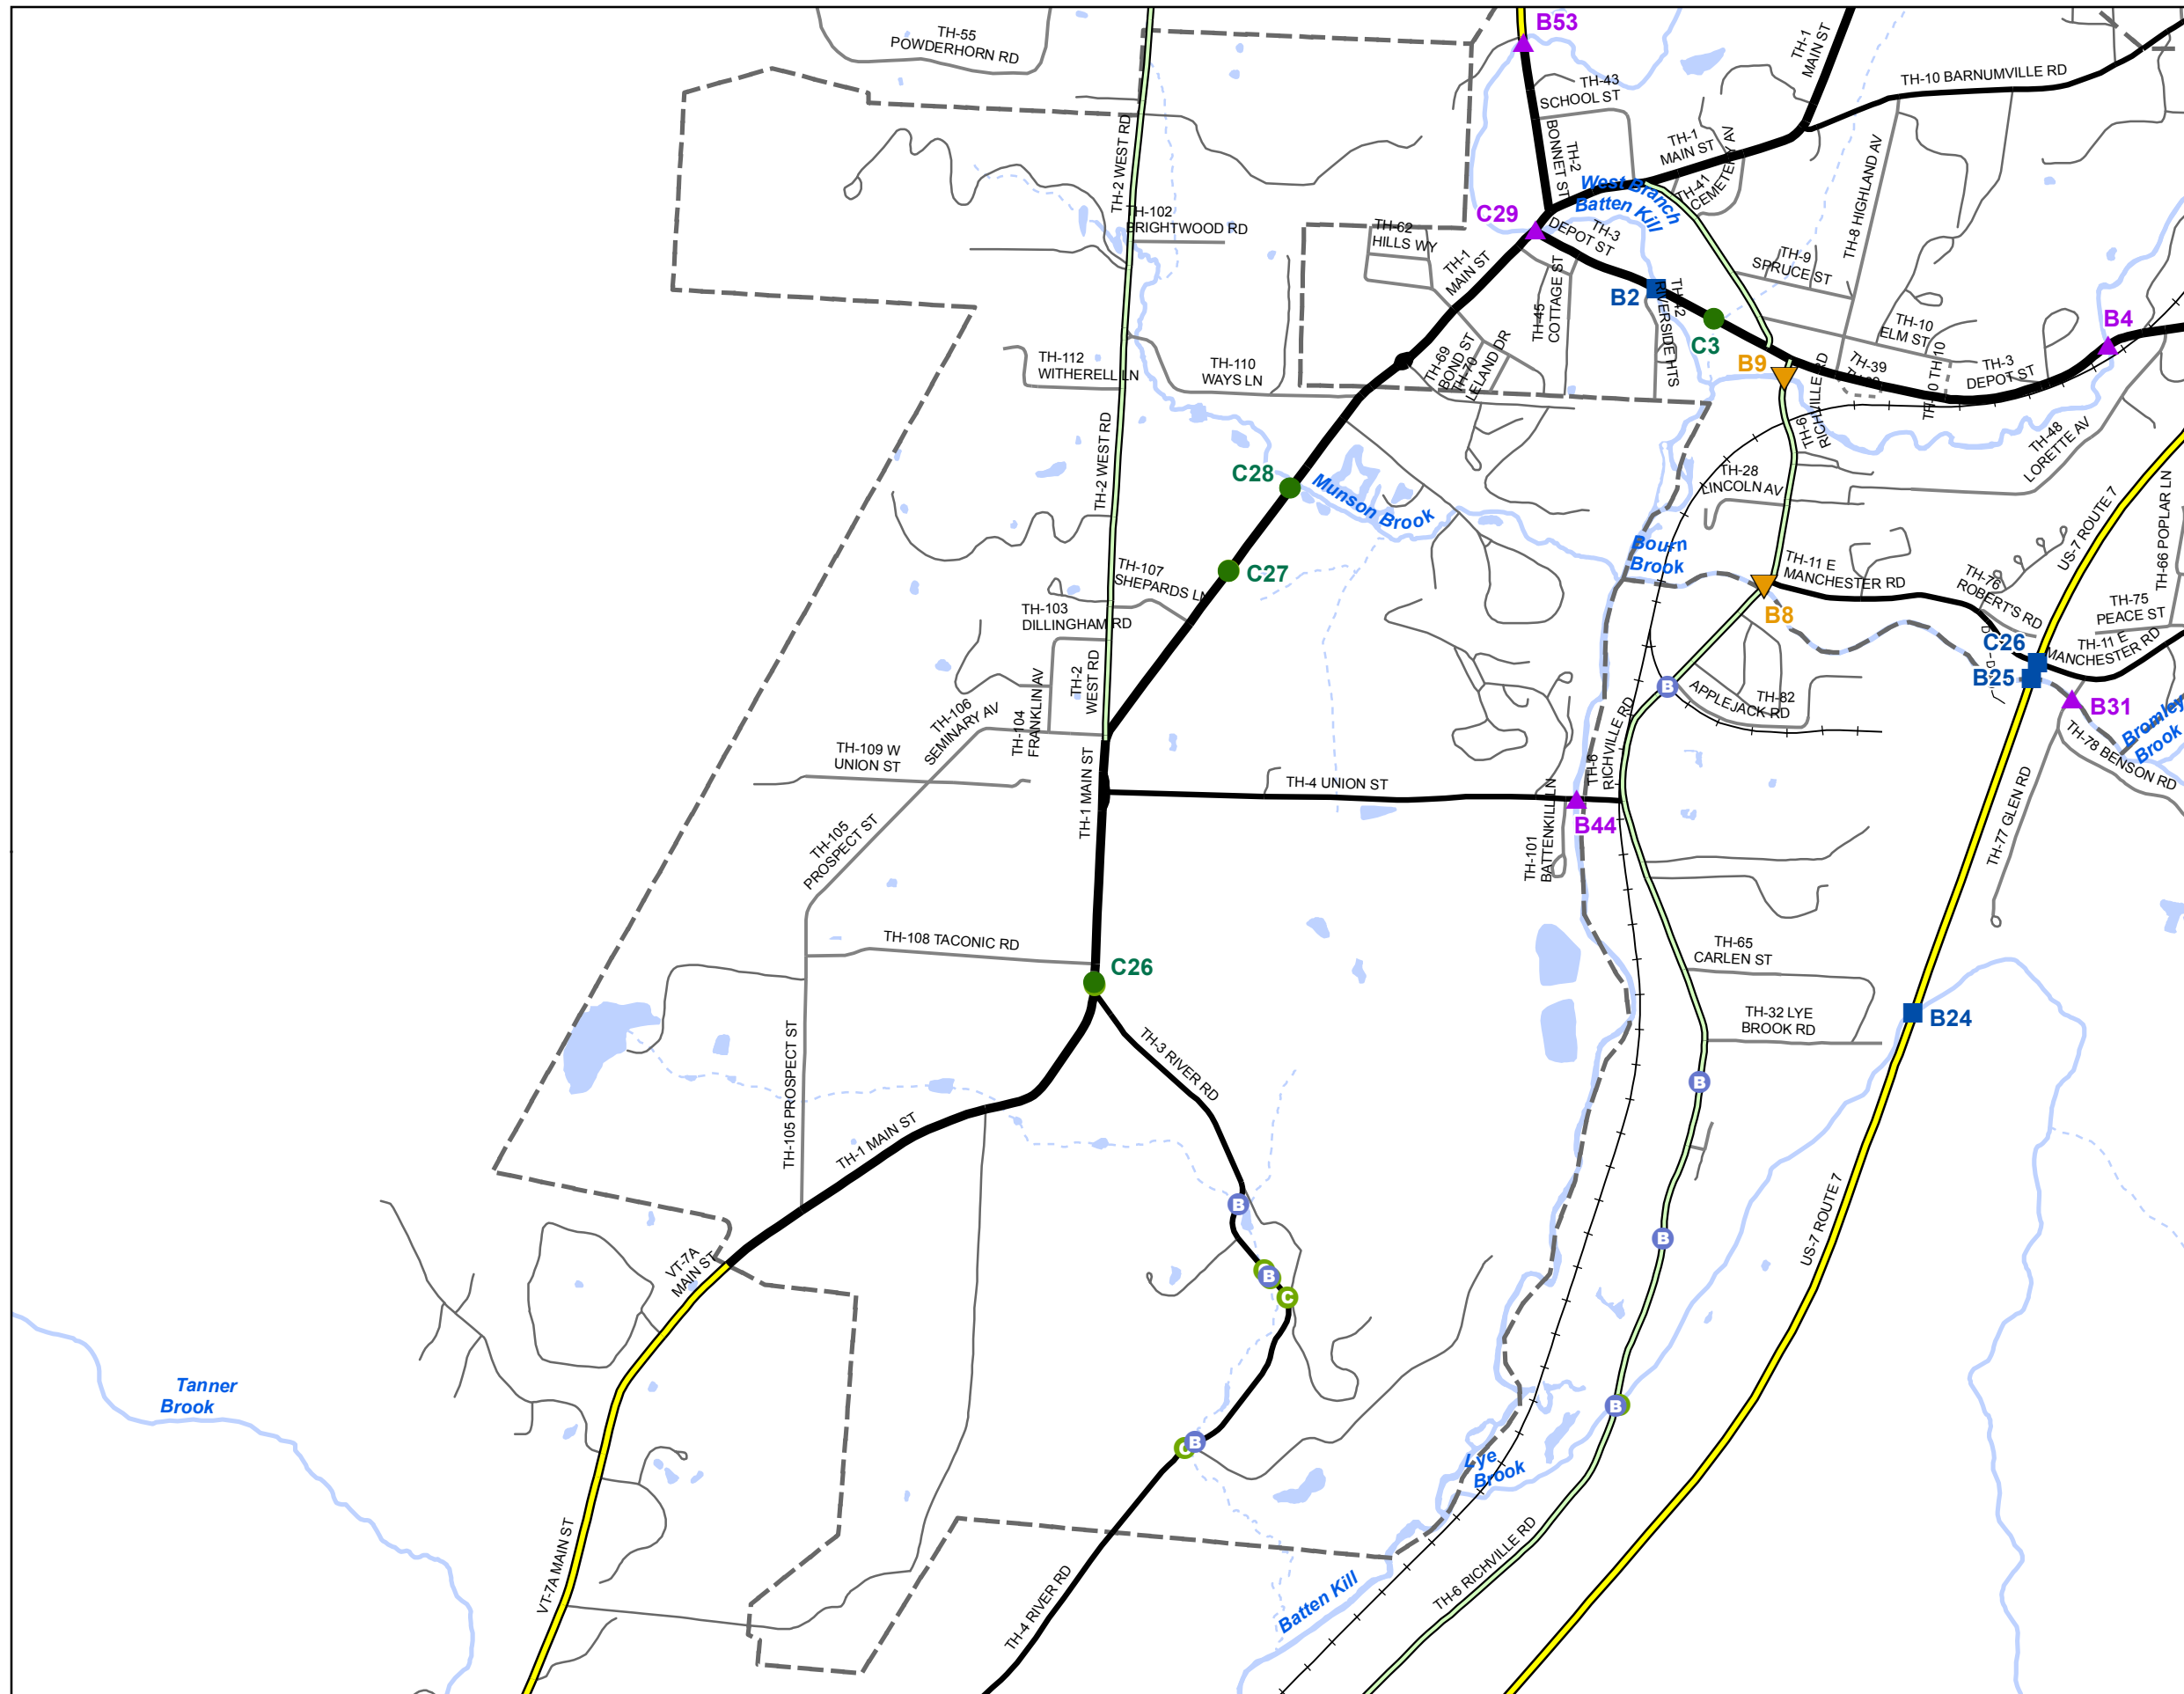 TH-55
POWDERHORN RD
B53
TH-1
MAIN ST
TH-10 BARNUMVILLE RD
TH-43
SCHOOL ST
TH-2
BONNET ST
TH-1
MAIN ST
TH-41
CEMETERY AV
TH-8 HIGHLAND AV
TH-2 WEST RD
West Branch
Batten Kill
C29
TH-3
DEPOT ST
TH-102
BRIGHTWOOD RD
TH-62
HILLS WY
TH-1
MAIN ST
TH-9
SPRUCE ST
TH-45
COTTAGE ST
B2
TH-2
RIVERSIDE HTS
C3
TH-10
ELM ST
B4
TH-112
WITHERELL LN
TH-110
WAYS LN
TH-69
BOND ST
TH-70
LELAND DR
B9
TH-39
TH-10
TH-10
TH-3
DEPOT ST
TH-6
RICHVILLE RD
TH-48
LORETTE AV
TH-2 WEST RD
C28
Munson Brook
TH-28
LINCOLN AV
US-7 ROUTE 7
TH-66 POPLAR LN
Bourn
Brook
C27
TH-107
SHEPARDS LN
TH-11 E
MANCHESTER RD
TH-76
ROBERT'S RD
TH-75
PEACE ST
B8
TH-103
DILLINGHAM RD
TH-11 E
MANCHESTER RD
C26
B25
TH-2
WEST RD
TH-104
FRANKLIN AV
TH-106
SEMINARY AV
B
TH-82
APPLEJACK RD
B31
Bromley
Brook
TH-78 BENSON RD
TH-109 W
UNION ST
TH-4 UNION ST
TH-6
RICHVILLE RD
TH-1 MAIN ST
B44
TH-101
BATTENKILL LN
TH-77 GLEN RD
TH-105
PROSPECT ST
TH-108 TACONIC RD
C26
TH-65
CARLEN ST
TH-32 LYE
BROOK RD
B24
TH-105 PROSPECT ST
TH-3 RIVER RD
B
TH-1 MAIN ST
B
B
US-7 ROUTE 7
VT-7A
MAIN ST
C
B
C
Tanner
Brook
B
C
B
Lye
Brook
VT-7A MAIN ST
TH-6 RICHVILLE RD
Batten Kill
TH-4 RIVER RD